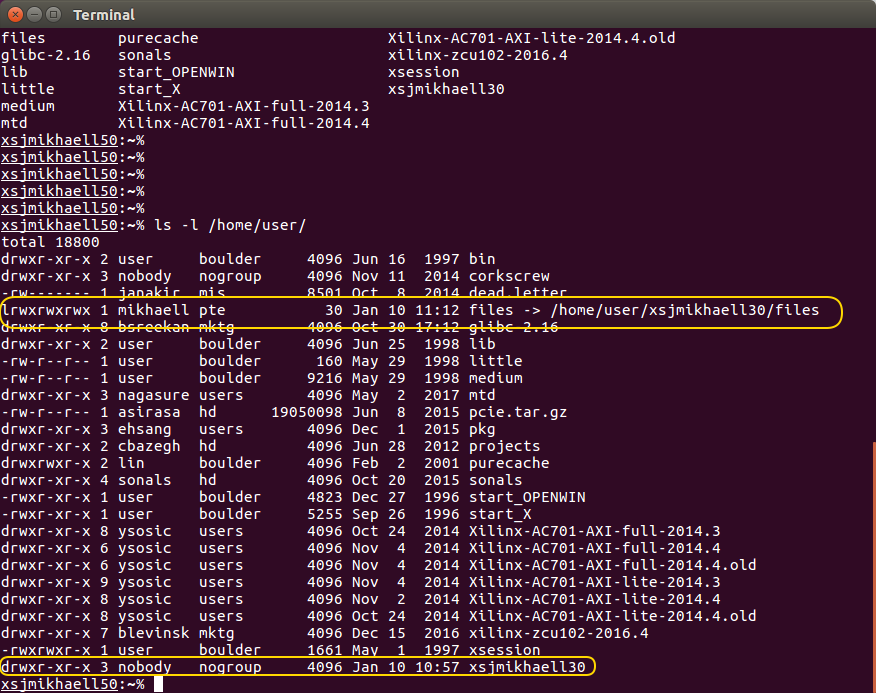 Terminal
files        purecache                     Xilinx-AC701-AXI-lite-2014.4.old
glibc-2.16   sonals                        xilinx-zcu102-2016.4
lib          start_OPENWIN                 xsession
little       start_X                       xsjmikhaell30
medium       Xilinx-AC701-AXI-full-2014.3
mtd          Xilinx-AC701-AXI-full-2014.4
xsjmikhaell50:~%
xsjmikhaell50:~%
xsjmikhaell50:~%
xsjmikhaell50:~%
xsjmikhaell50:~%
xsjmikhaell50:~% ls -l /home/user/
total 18800
drwxr-xr-x 2 user     boulder     4096 Jun 16  1997 bin
drwxr-xr-x 3 nobody   nogroup     4096 Nov 11  2014 corkscrew
-rw------- 1 janakir  mis         8501 Oct  8  2014 dead.letter
lrwxrwxrwx 1 mikhaell pte           30 Jan 10 11:12 files -> /home/user/xsjmikhaell30/files
drwxr-xr-x 8 bsreekan mktg        4096 Oct 30 17:12 glibc-2.16
drwxr-xr-x 2 user     boulder     4096 Jun 25  1998 lib
-rw-r--r-- 1 user     boulder      160 May 29  1998 little
-rw-r--r-- 1 user     boulder     9216 May 29  1998 medium
drwxr-xr-x 3 nagasure users       4096 May  2  2017 mtd
-rw-r--r-- 1 asirasa  hd      19050098 Jun  8  2015 pcie.tar.gz
drwxr-xr-x 3 ehsang   users       4096 Dec  1  2015 pkg
drwxr-xr-x 2 cbazegh  hd          4096 Jun 28  2012 projects
drwxrwxr-x 2 lin      boulder     4096 Feb  2  2001 purecache
drwxr-xr-x 4 sonals   hd          4096 Oct 20  2015 sonals
-rwxr-xr-x 1 user     boulder     4823 Dec 27  1996 start_OPENWIN
-rwxr-xr-x 1 user     boulder     5255 Sep 26  1996 start_X
drwxr-xr-x 8 ysosic   users       4096 Oct 24  2014 Xilinx-AC701-AXI-full-2014.3
drwxr-xr-x 6 ysosic   users       4096 Nov  4  2014 Xilinx-AC701-AXI-full-2014.4
drwxr-xr-x 6 ysosic   users       4096 Nov  4  2014 Xilinx-AC701-AXI-full-2014.4.old
drwxr-xr-x 9 ysosic   users       4096 Nov  4  2014 Xilinx-AC701-AXI-lite-2014.3
drwxr-xr-x 8 ysosic   users       4096 Nov  2  2014 Xilinx-AC701-AXI-lite-2014.4
drwxr-xr-x 8 ysosic   users       4096 Oct 24  2014 Xilinx-AC701-AXI-lite-2014.4.old
drwxr-xr-x 7 blevinsk mktg        4096 Dec 15  2016 xilinx-zcu102-2016.4
-rwxrwxr-x 1 user     boulder     1661 May  1  1997 xsession
drwxr-xr-x 3 nobody   nogroup     4096 Jan 10 10:57 xsjmikhaell30
xsjmikhaell50:~%